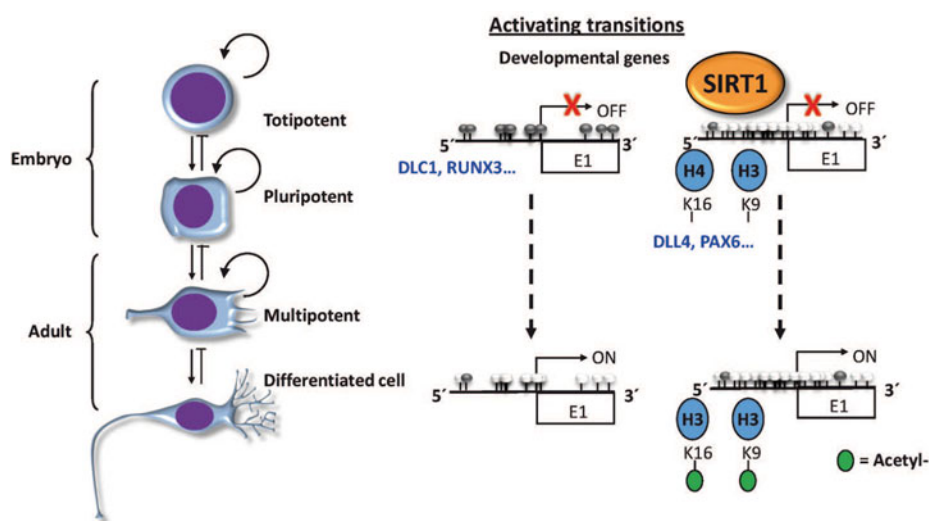 Embryo
Adult
Totipotent
Pluripotent
Multipotent
Differentiated cell
Activating transitions
Developmental genes
X OFF
5´ E1 3´
DLC1, RUNX3...
ON
E1
5´ 3´
SIRT1
X OFF
5´ E1 3´
H4 H3
K16 K9
DLL4, PAX6...
ON
5´ E1 3´
H3 H3
K16 K9
= Acetyl-